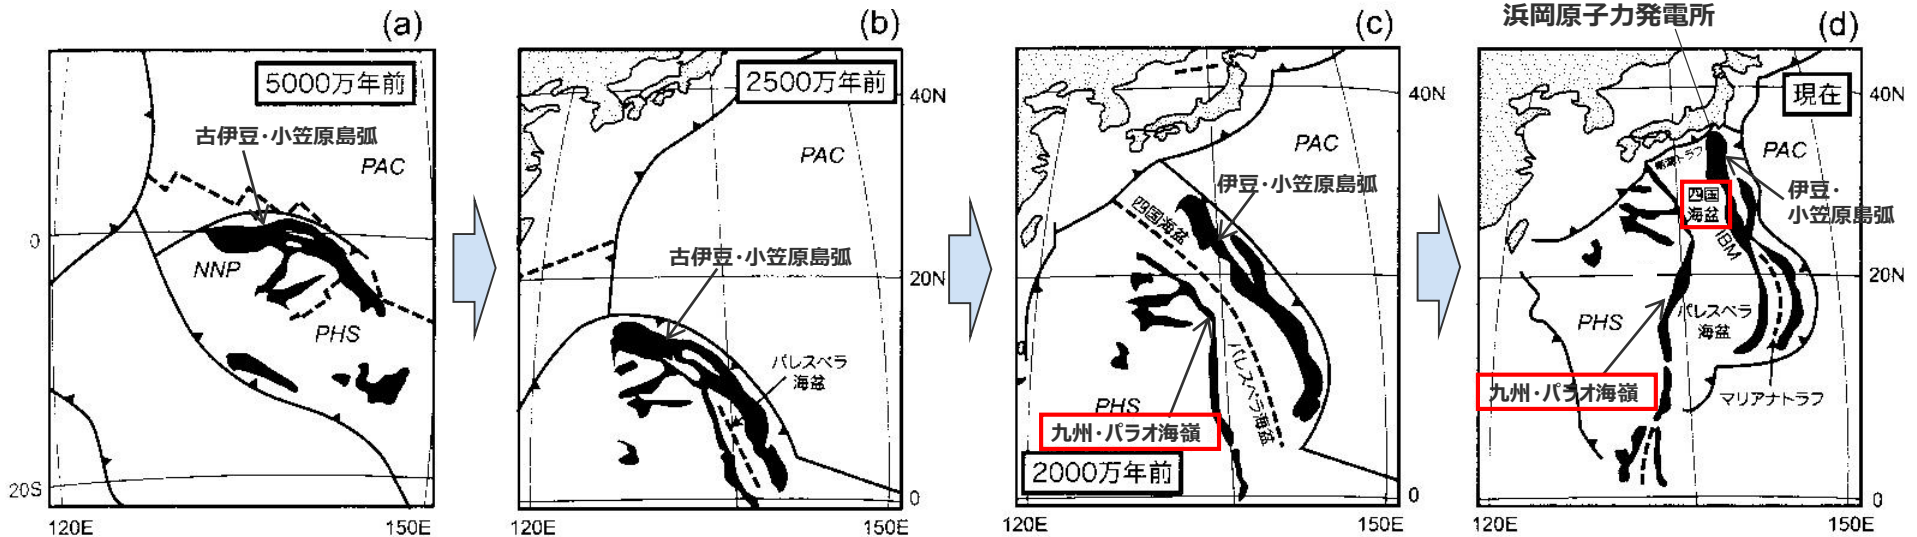 (a)
5000万年前
古伊豆・小笠原島弧
PAC
NNP
PHS
0
20S
120E
150E
(b)
2500万年前
40N
PAC
20N
古伊豆・小笠原島弧
パレスベラ
海盆
0
120E
150E
(c)
40N
PAC
伊豆・小笠原島弧
四国海盆
20N
パレスベラ海盆
PHS
九州・パラオ海嶺
2000万年前
0
120E
150E
浜岡原子力発電所
(d)
現在
40N
PAC
南海トラフ
四国
海盆
伊豆・
小笠原島弧
IBM
20N
PHS
パレスベラ
海盆
九州・パラオ海嶺
マリアナトラフ
0
120E
150E